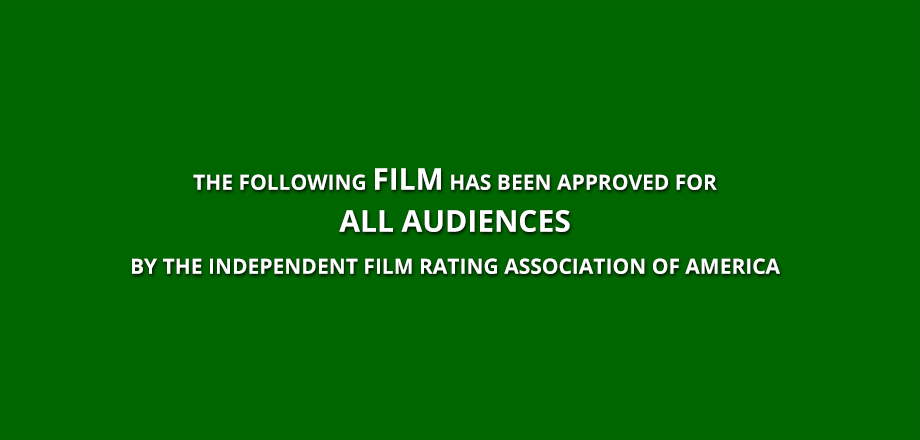 THE FOLLOWING FILM HAS BEEN APPROVED FOR
ALL AUDIENCES
BY THE INDEPENDENT FILM RATING ASSOCIATION OF AMERICA